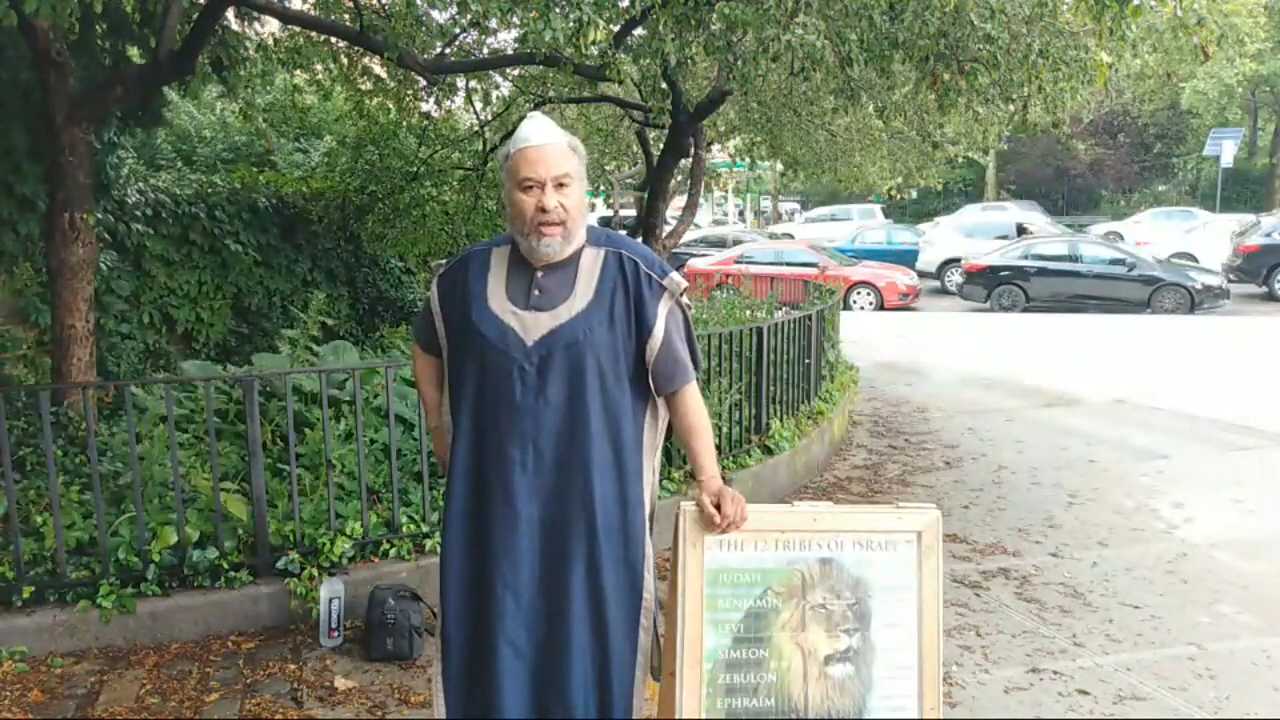 THE 12 TRIBES OF ISRAEL
JUDAH
BENJAMIN
LEVI
SIMEON
ZEBULON
EPHRAIM